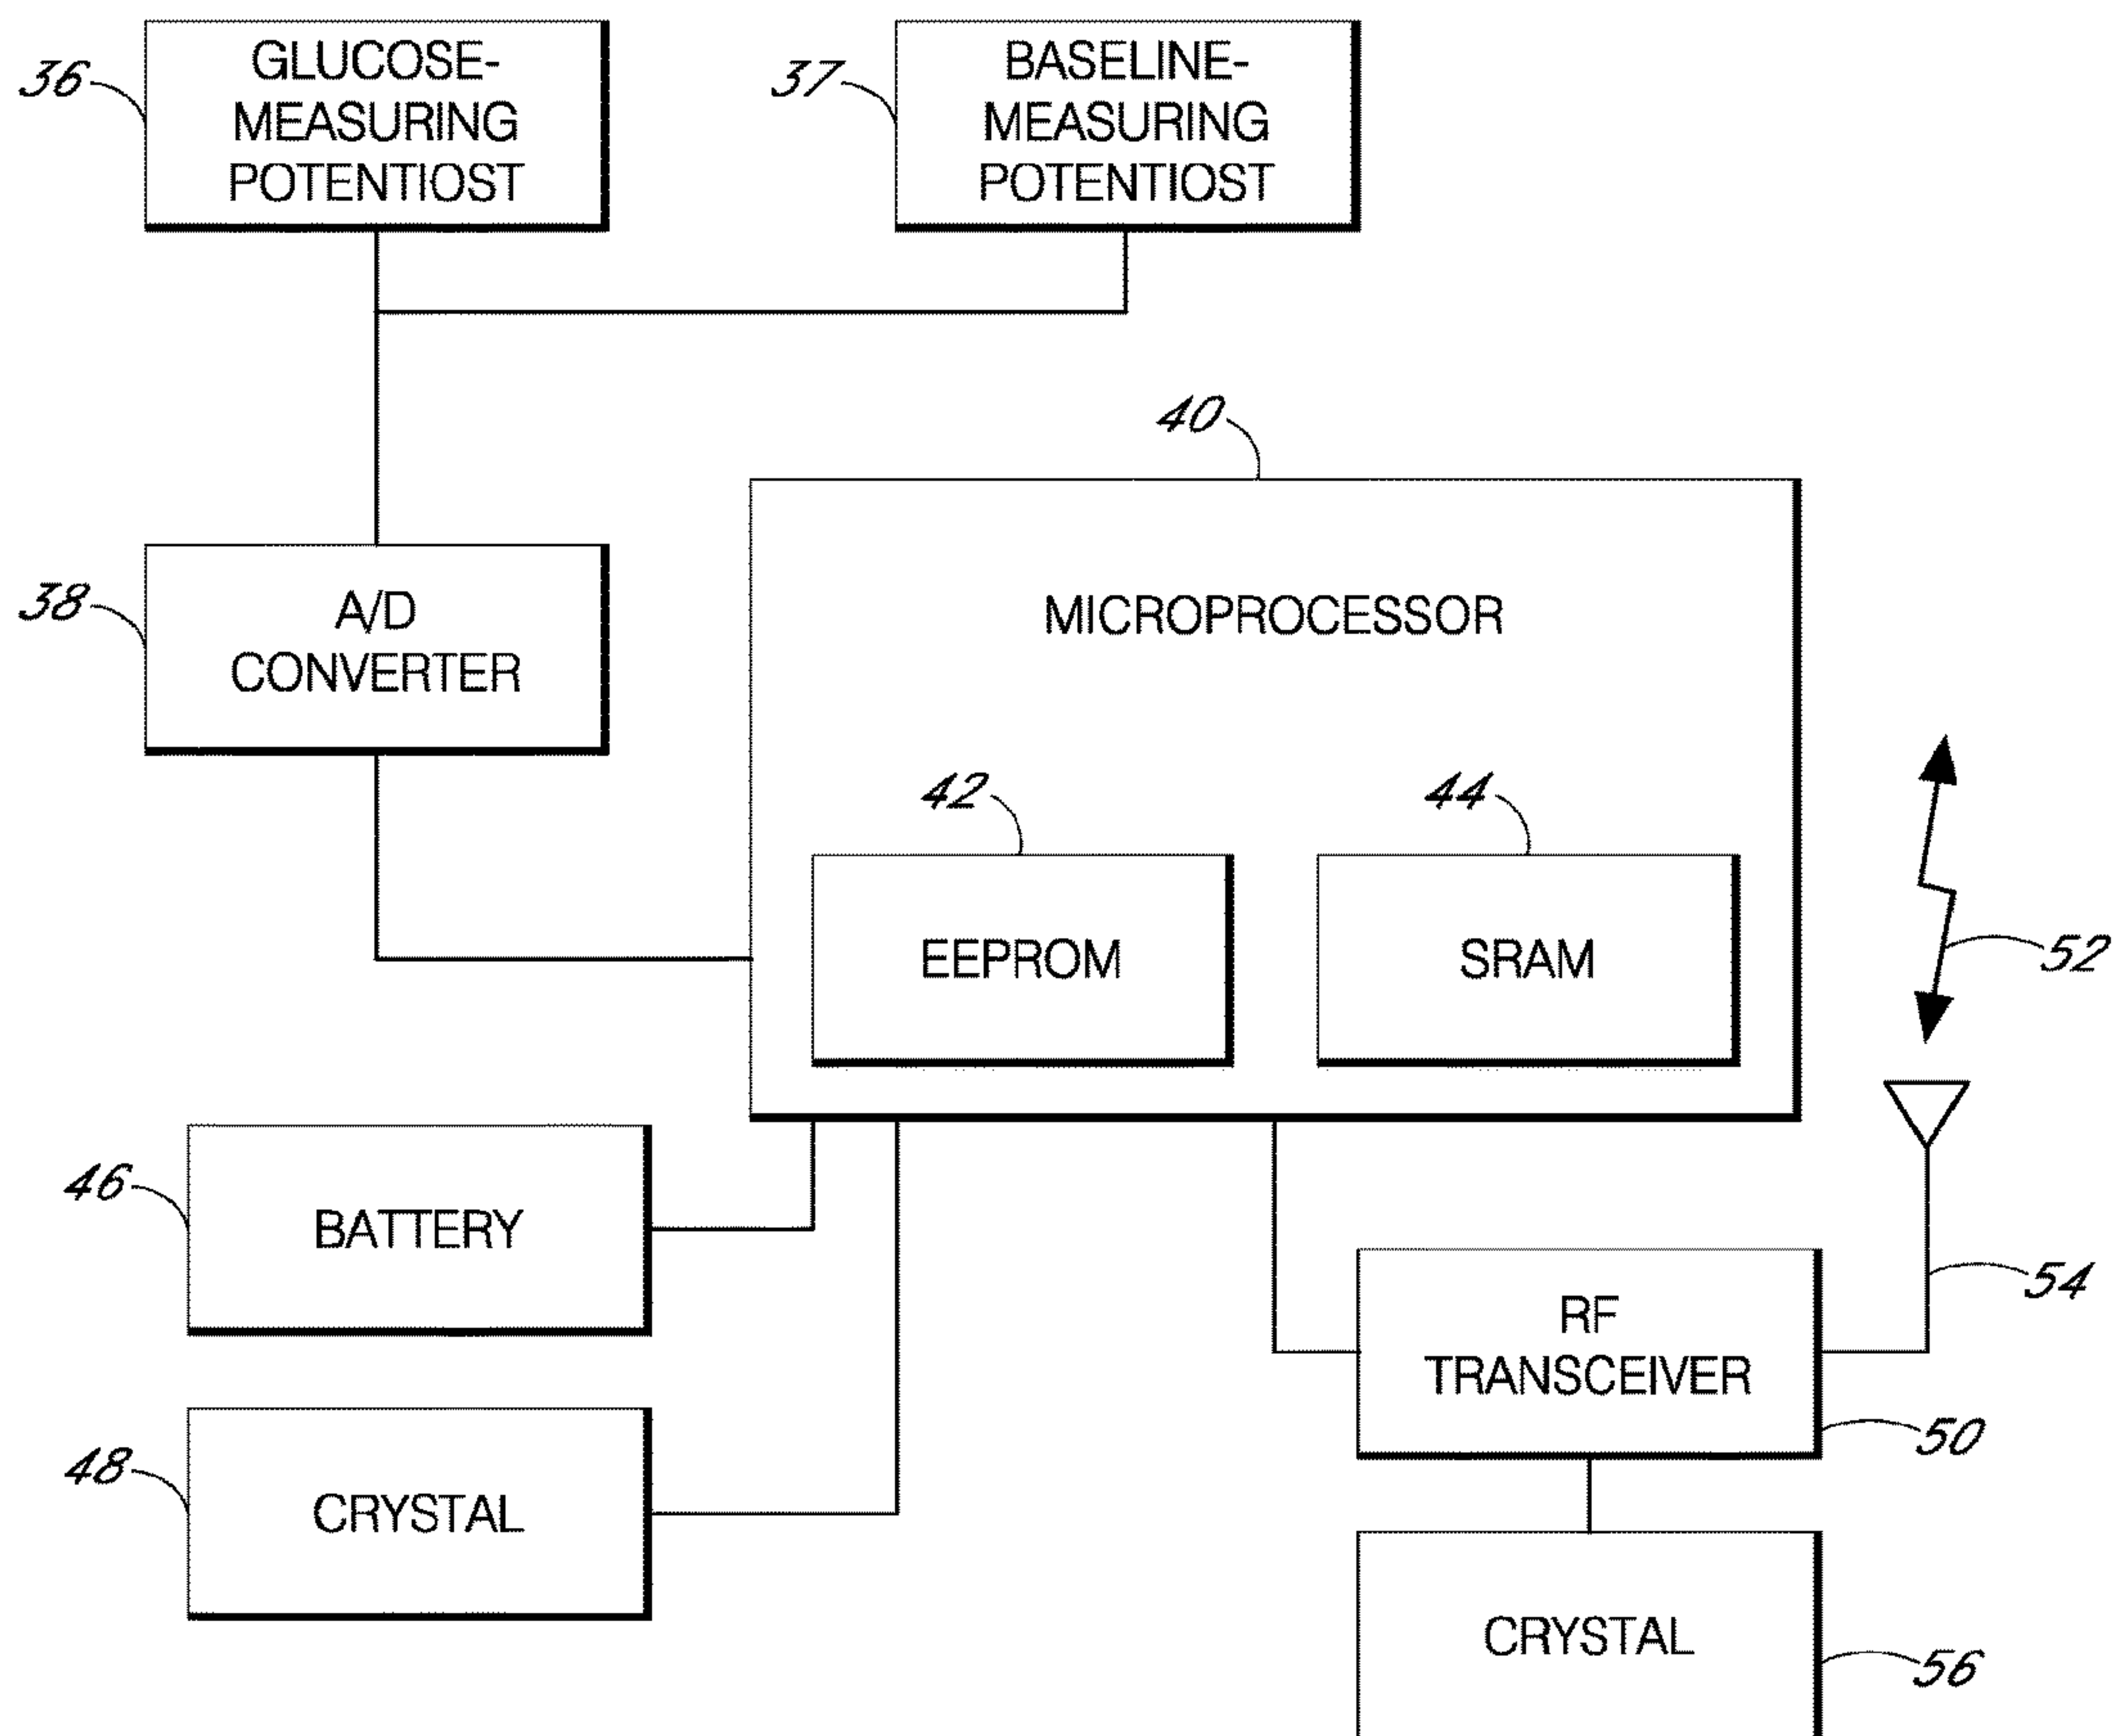 36
GLUCOSE-
MEASURING
POTENTIOST
37
BASELINE-
MEASURING
POTENTIOST
40
38
A/D
CONVERTER
MICROPROCESSOR
42
44
EEPROM
SRAM
52
46
BATTERY
54
RF
TRANSCEIVER
50
48
CRYSTAL
CRYSTAL
56